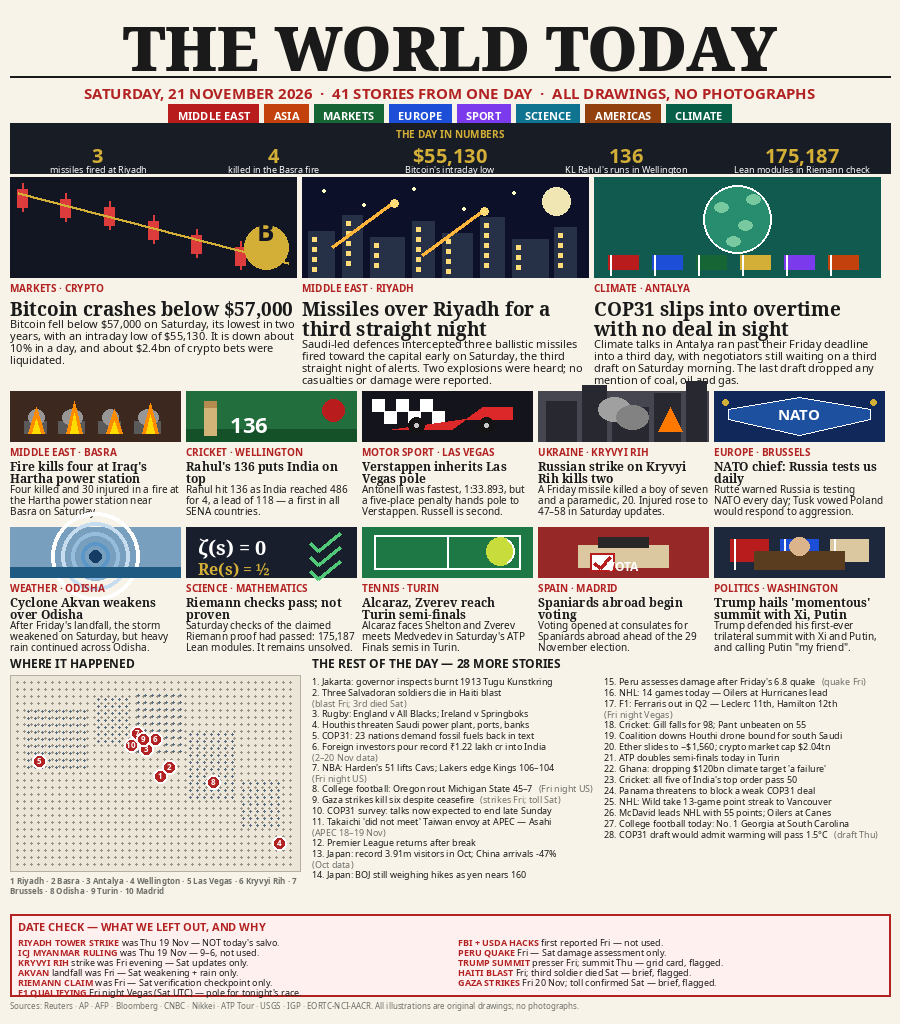 THE WORLD TODAY
SATURDAY, 21 NOVEMBER 2026 · 41 STORIES FROM ONE DAY · ALL DRAWINGS, NO PHOTOGRAPHS
MIDDLE EAST ASIA MARKETS EUROPE SPORT SCIENCE AMERICAS CLIMATE
THE DAY IN NUMBERS
3 4 $55,130 136 175,187
missiles fired at Riyadh killed in the Basra fire Bitcoin's intraday low KL Rahul's runs in Wellington Lean modules in Riemann check
B
MARKETS · CRYPTO
Bitcoin crashes below $57,000
Bitcoin fell below $57,000 on Saturday, its lowest in two
years, with an intraday low of $55,130. It is down about
10% in a day, and about $2.4bn of crypto bets were
liquidated.
MIDDLE EAST · RIYADH
Missiles over Riyadh for a
third straight night
Saudi-led defences intercepted three ballistic missiles
fired toward the capital early on Saturday, the third
straight night of alerts. Two explosions were heard; no
casualties or damage were reported.
CLIMATE · ANTALYA
COP31 slips into overtime
with no deal in sight
Climate talks in Antalya ran past their Friday deadline
into a third day, with negotiators still waiting on a third
draft on Saturday morning. The last draft dropped any
mention of coal, oil and gas.
MIDDLE EAST · BASRA
Fire kills four at Iraq's
Hartha power station
Four killed and 30 injured in a fire at
the Hartha power station near
Basra on Saturday.
136
CRICKET · WELLINGTON
Rahul's 136 puts India on
top
Rahul hit 136 as India reached 486
for 4, a lead of 118 — a first in all
SENA countries.
MOTOR SPORT · LAS VEGAS
Verstappen inherits Las
Vegas pole
Antonelli was fastest, 1:33.893, but
a five-place penalty hands pole to
Verstappen. Russell is second.
UKRAINE · KRYVYI RIH
Russian strike on Kryvyi
Rih kills two
A Friday missile killed a boy of seven
and a paramedic, 20. Injured rose to
47–58 in Saturday updates.
NATO
EUROPE · BRUSSELS
NATO chief: Russia tests us
daily
Rutte warned Russia is testing
NATO every day; Tusk vowed Poland
would respond to aggression.
WEATHER · ODISHA
Cyclone Akvan weakens
over Odisha
After Friday's landfall, the storm
weakened on Saturday, but heavy
rain continued across Odisha.
ζ(s) = 0
Re(s) = ½
SCIENCE · MATHEMATICS
Riemann checks pass; not
proven
Saturday checks of the claimed
Riemann proof had passed: 175,187
Lean modules. It remains unsolved.
TENNIS · TURIN
Alcaraz, Zverev reach
Turin semi-finals
Alcaraz faces Shelton and Zverev
meets Medvedev in Saturday's ATP
Finals semis in Turin.
VOTA
SPAIN · MADRID
Spaniards abroad begin
voting
Voting opened at consulates for
Spaniards abroad ahead of the 29
November election.
POLITICS · WASHINGTON
Trump hails 'momentous'
summit with Xi, Putin
Trump defended his first-ever
trilateral summit with Xi and Putin,
and calling Putin "my friend".
WHERE IT HAPPENED
5 7 9 6 10 3 2 1 8 4
1 Riyadh · 2 Basra · 3 Antalya · 4 Wellington · 5 Las Vegas · 6 Kryvyi Rih · 7
Brussels · 8 Odisha · 9 Turin · 10 Madrid
THE REST OF THE DAY — 28 MORE STORIES
1. Jakarta: governor inspects burnt 1913 Tugu Kunstkring
2. Three Salvadoran soldiers die in Haiti blast
(blast Fri; 3rd died Sat)
3. Rugby: England v All Blacks; Ireland v Springboks
4. Houthis threaten Saudi power plants, ports, banks
5. COP31: 23 nations demand fossil fuels back in text
6. Foreign investors pour record ₹1.22 lakh cr into India
(2–20 Nov data)
7. NBA: Harden's 51 lifts Cavs; Lakers edge Kings 106–104
(Fri night US)
8. College football: Oregon rout Michigan State 45–7 (Fri night US)
9. Gaza strikes kill six despite ceasefire (strikes Fri; toll Sat)
10. COP31 survey: talks now expected to end late Sunday
11. Takaichi 'did not meet' Taiwan envoy at APEC — Asahi
(APEC 18–19 Nov)
12. Premier League returns after break
13. Japan: record 3.91m visitors in Oct; China arrivals -47%
(Oct data)
14. Japan: BOJ still weighing hikes as yen nears 160
15. Peru assesses damage after Friday's 6.8 quake (quake Fri)
16. NHL: 14 games today — Oilers at Hurricanes lead
17. F1: Ferraris out in Q2 — Leclerc 11th, Hamilton 12th
(Fri night Vegas)
18. Cricket: Gill falls for 98; Pant unbeaten on 55
19. Coalition downs Houthi drone bound for south Saudi
20. Ether slides to ~$1,560; crypto market cap $2.04tn
21. ATP doubles semi-finals today in Turin
22. Ghana: dropping $120bn climate target 'a failure'
23. Cricket: all five of India's top order pass 50
24. Panama threatens to block a weak COP31 deal
25. NHL: Wild take 13-game point streak to Vancouver
26. McDavid leads NHL with 55 points; Oilers at Canes
27. College football today: No. 1 Georgia at South Carolina
28. COP31 draft would admit warming will pass 1.5°C (draft Thu)
DATE CHECK — WHAT WE LEFT OUT, AND WHY
RIYADH TOWER STRIKE was Thu 19 Nov — NOT today's salvo.
ICJ MYANMAR RULING was Thu 19 Nov — 9–6, not used.
KRYVYI RIH strike was Fri evening — Sat updates only.
AKVAN landfall was Fri — Sat weakening + rain only.
RIEMANN CLAIM was Fri — Sat verification checkpoint only.
F1 QUALIFYING Fri night Vegas (Sat UTC) — pole for tonight's race.
FBI + USDA HACKS first reported Fri — not used.
PERU QUAKE Fri — Sat damage assessment only.
TRUMP SUMMIT presser Fri; summit Thu — grid card, flagged.
HAITI BLAST Fri; third soldier died Sat — brief, flagged.
GAZA STRIKES Fri 20 Nov; toll confirmed Sat — brief, flagged.
Sources: Reuters · AP · AFP · Bloomberg · CNBC · Nikkei · ATP Tour · USGS · IGP · EORTC-NCI-AACR. All illustrations are original drawings; no photographs.